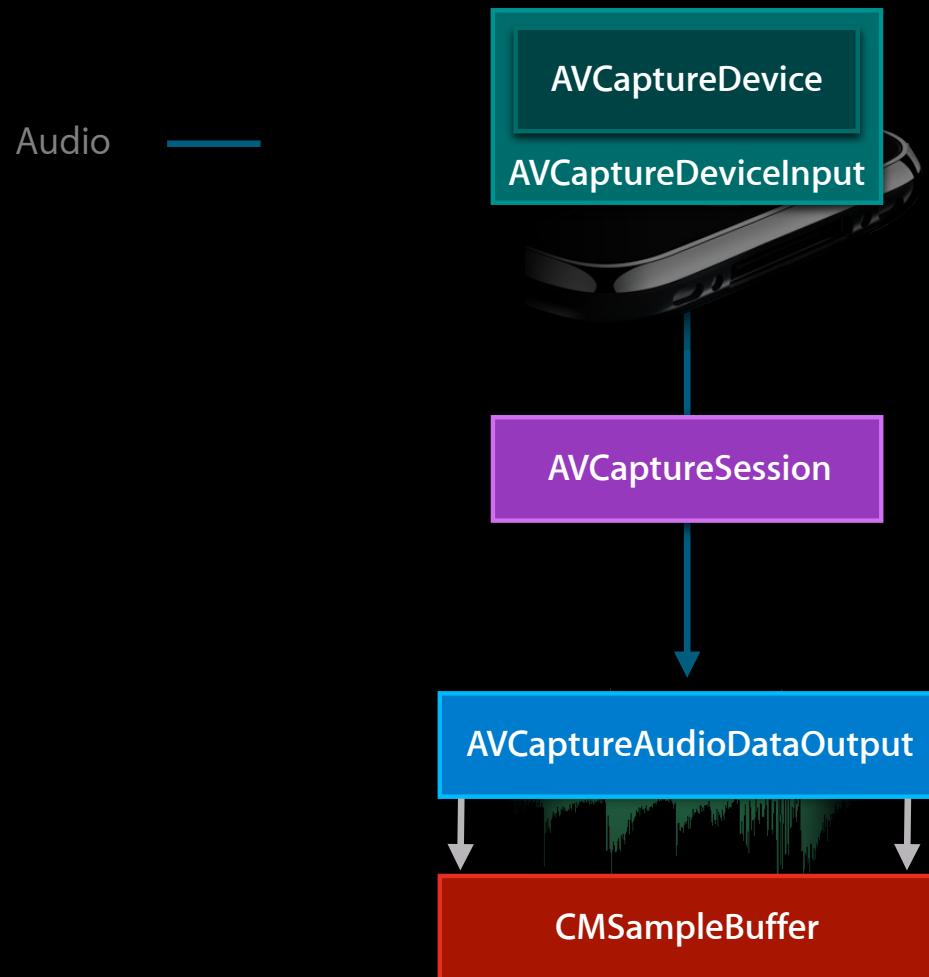 AVCaptureDevice
Audio
AVCaptureDeviceInput
AVCaptureSession
AVCaptureAudioDataOutput
CMSampleBuffer